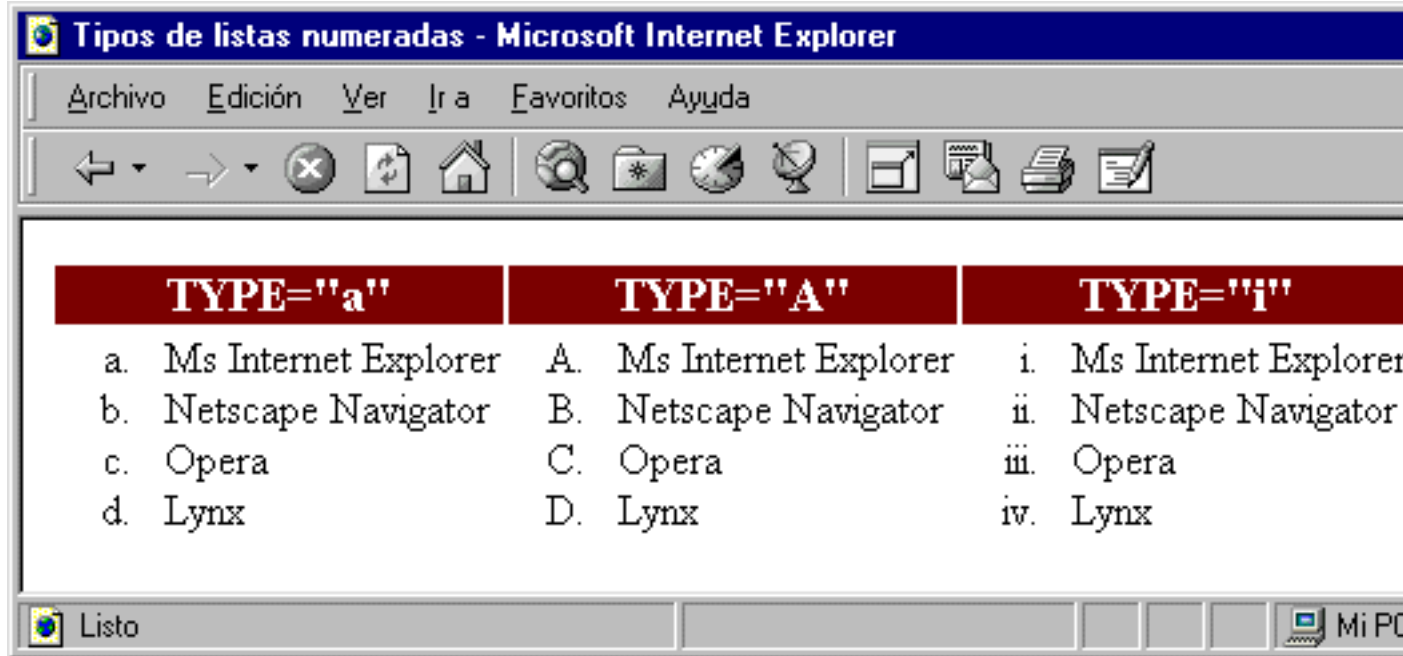 Tipos de listas numeradas - Microsoft Internet Explorer
Archivo Edición Ver Ir a Favoritos Ayuda
TYPE="a" TYPE="A" TYPE="i"
a. Ms Internet Explorer A. Ms Internet Explorer i. Ms Internet Explorer
b. Netscape Navigator B. Netscape Navigator ii. Netscape Navigator
c. Opera C. Opera iii. Opera
d. Lynx D. Lynx iv. Lynx
Listo Mi PC